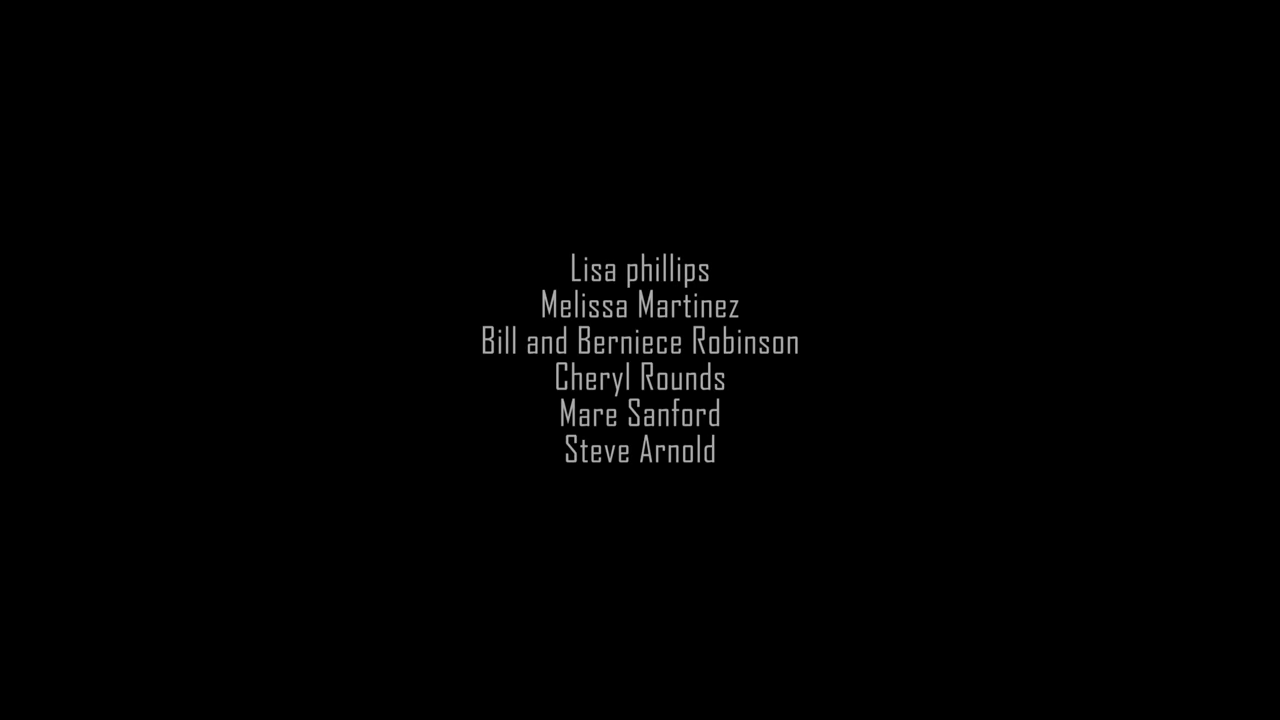 Lisa phillips
Melissa Martinez
Bill and Berniece Robinson
Cheryl Rounds
Mare Sanford
Steve Arnold